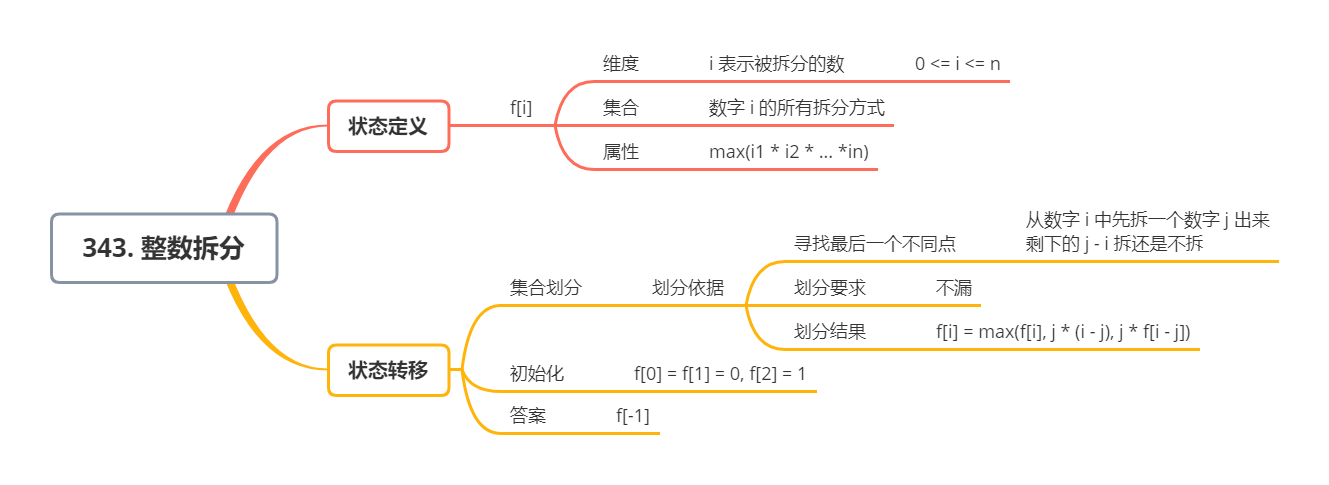 343. 整数拆分
状态定义
f[i]
维度
i 表示被拆分的数
0 <= i <= n
集合
数字 i 的所有拆分方式
属性
max(i1 * i2 * ... *in)
状态转移
集合划分
划分依据
寻找最后一个不同点
从数字 i 中先拆一个数字 j 出来
剩下的 j - i 拆还是不拆
划分要求
不漏
划分结果
f[i] = max(f[i], j * (i - j), j * f[i - j])
初始化
f[0] = f[1] = 0, f[2] = 1
答案
f[-1]